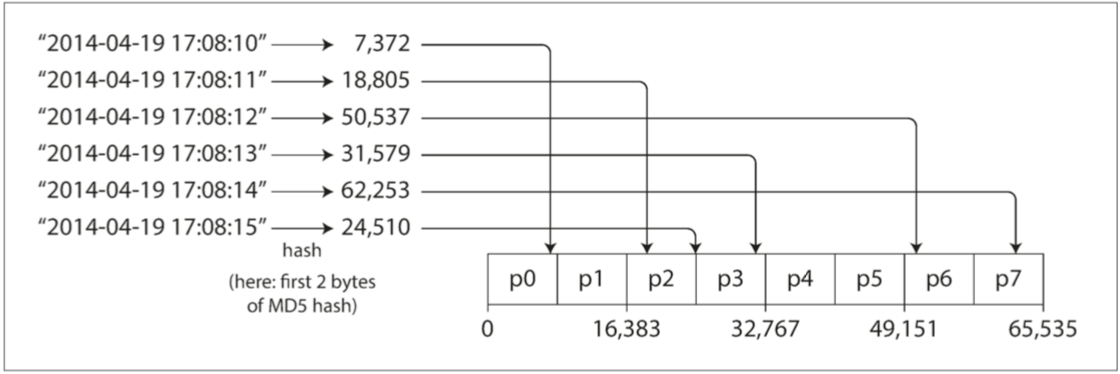 “2014-04-19 17:08:10” 7,372
“2014-04-19 17:08:11” 18,805
“2014-04-19 17:08:12” 50,537
“2014-04-19 17:08:13” 31,579
“2014-04-19 17:08:14” 62,253
“2014-04-19 17:08:15” 24,510
hash
(here: first 2 bytes
of MD5 hash)
p0 p1 p2 p3 p4 p5 p6 p7
0 16,383 32,767 49,151 65,535